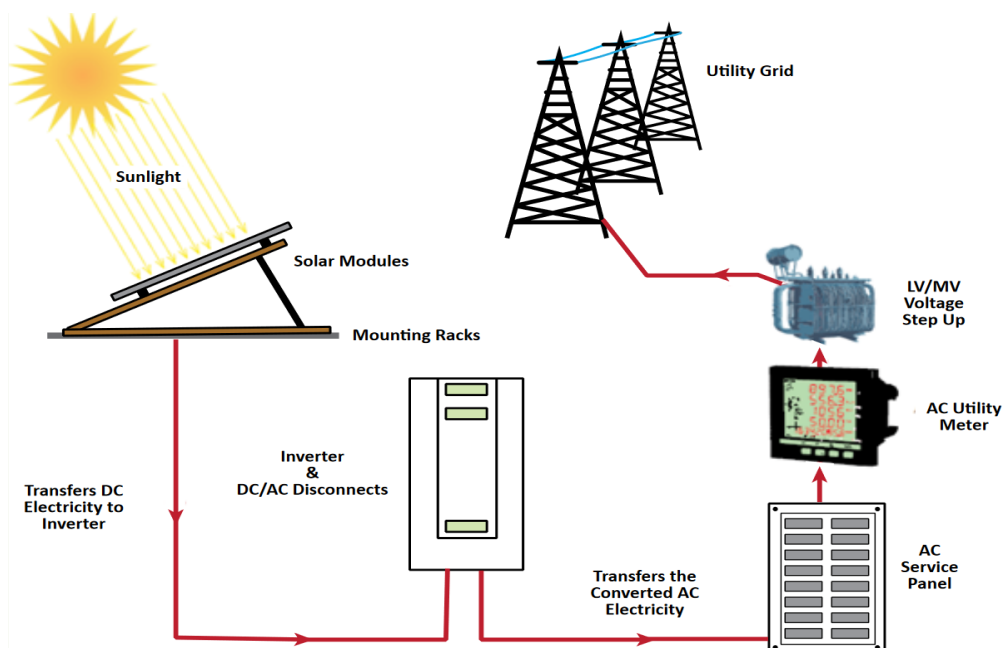 Sunlight
Solar Modules
Mounting Racks
Transfers DC
Electricity to
Inverter
Inverter
&
DC/AC Disconnects
Transfers the
Converted AC
Electricity
AC
Service
Panel
AC Utility
Meter
LV/MV
Voltage
Step Up
Utility Grid